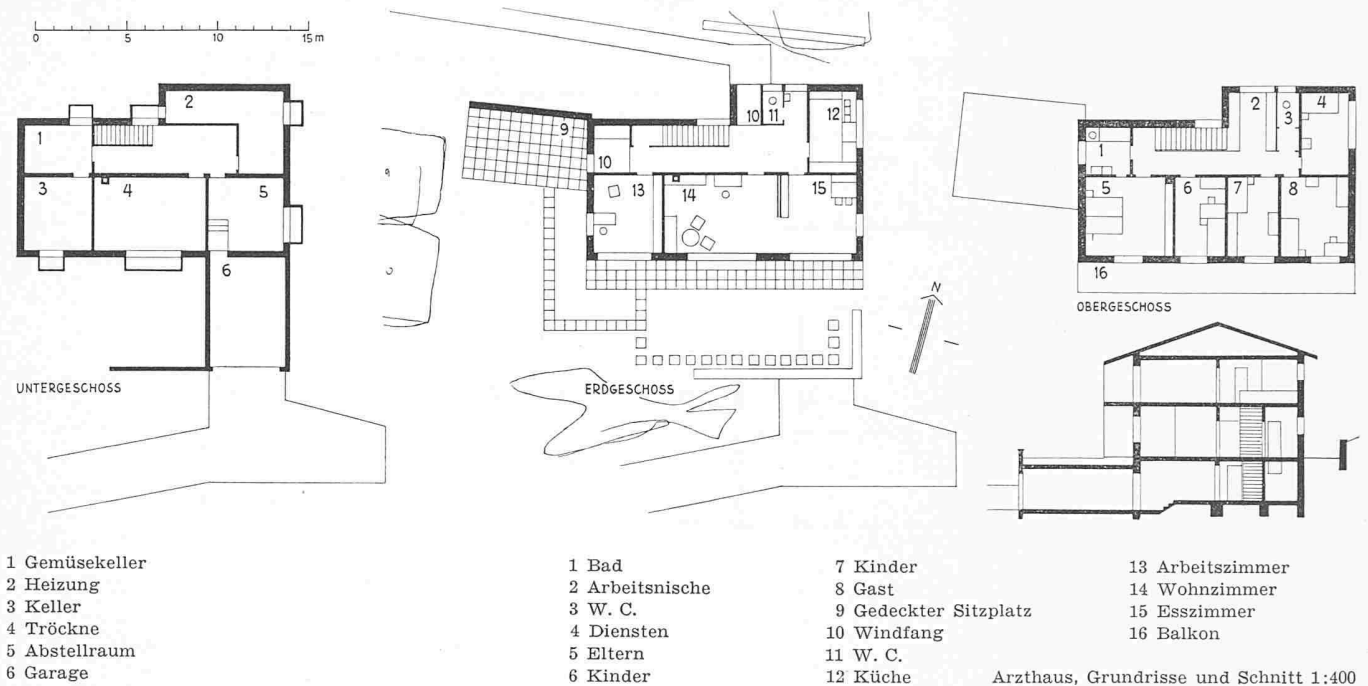 0 5 10 15 m
2
1
3
4
5
6
UNTERGESCHOSS
9
10
11
12
10
13
14
15
N
ERDGESCHOSS
2
3
4
1
5
6
7
8
16
OBERGESCHOSS
1 Gemüsekeller
2 Heizung
3 Keller
4 Tröckne
5 Abstellraum
6 Garage
1 Bad
2 Arbeitsnische
3 W. C.
4 Diensten
5 Eltern
6 Kinder
7 Kinder
8 Gast
9 Gedeckter Sitzplatz
10 Windfang
11 W. C.
12 Küche
13 Arbeitszimmer
14 Wohnzimmer
15 Esszimmer
16 Balkon
Arzthaus, Grundrisse und Schnitt 1:400